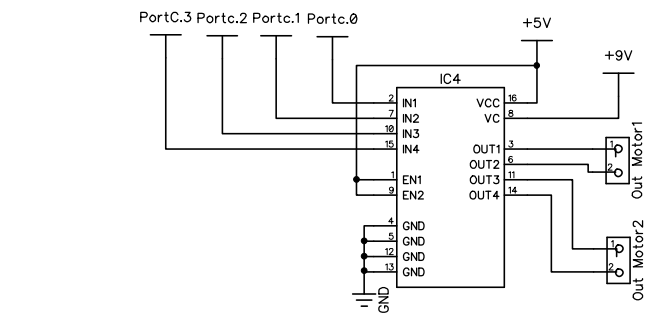 PortC.3 Portc.2 Portc.1 Portc.0
+5V
+9V
IC4
2 IN1 VCC 16
7 IN2 VC 8
10 IN3
15 IN4 OUT1 3
OUT2 6
1 EN1 OUT3 11
9 EN2 OUT4 14
4 GND
5 GND
12 GND
13 GND
GND
1
2
Out Motor1
1
2
Out Motor2